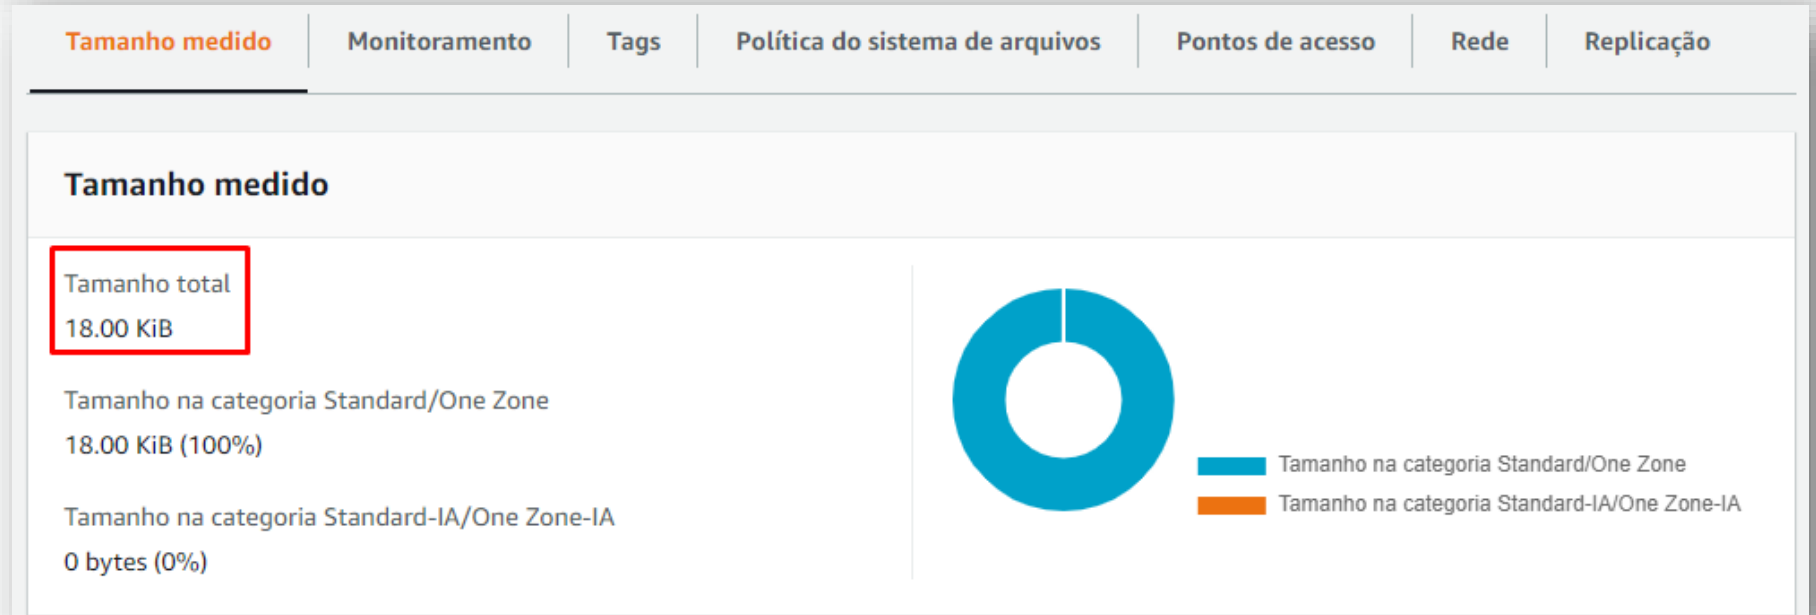 Tamanho medido
Monitoramento
Tags
Política do sistema de arquivos
Pontos de acesso
Rede
Replicação
Tamanho medido
Tamanho total
18.00 KiB
Tamanho na categoria Standard/One Zone
18.00 KiB (100%)
Tamanho na categoria Standard-IA/One Zone-IA
0 bytes (0%)
Tamanho na categoria Standard/One Zone
Tamanho na categoria Standard-IA/One Zone-IA